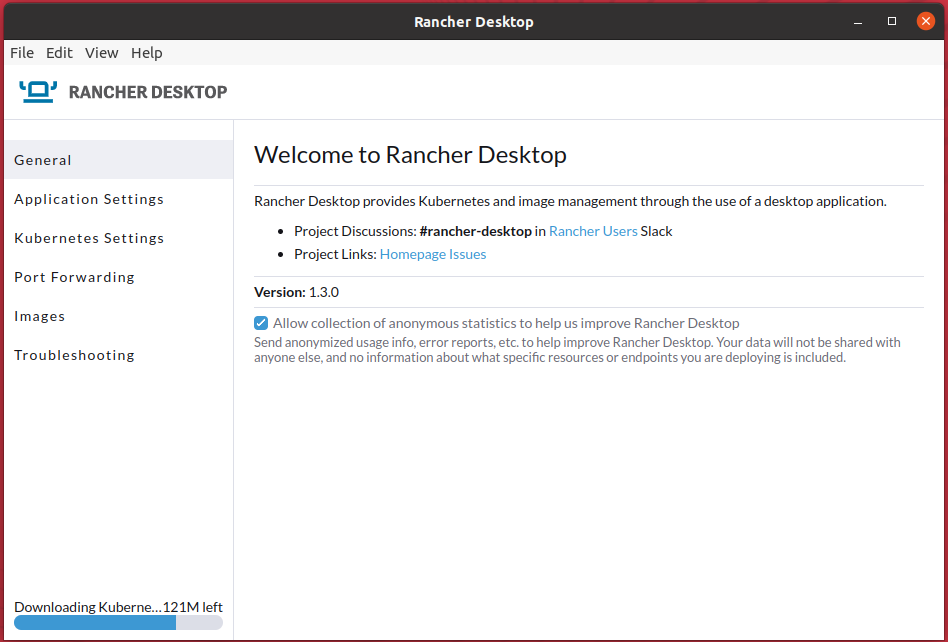 Rancher Desktop
File Edit View Help
RANCHER DESKTOP
General
Application Settings
Kubernetes Settings
Port Forwarding
Images
Troubleshooting
Downloading Kuberne...121M left
Welcome to Rancher Desktop
Rancher Desktop provides Kubernetes and image management through the use of a desktop application.
• Project Discussions: #rancher-desktop in Rancher Users Slack
• Project Links: Homepage Issues
Version: 1.3.0
Allow collection of anonymous statistics to help us improve Rancher Desktop
Send anonymized usage info, error reports, etc. to help improve Rancher Desktop. Your data will not be shared with
anyone else, and no information about what specific resources or endpoints you are deploying is included.